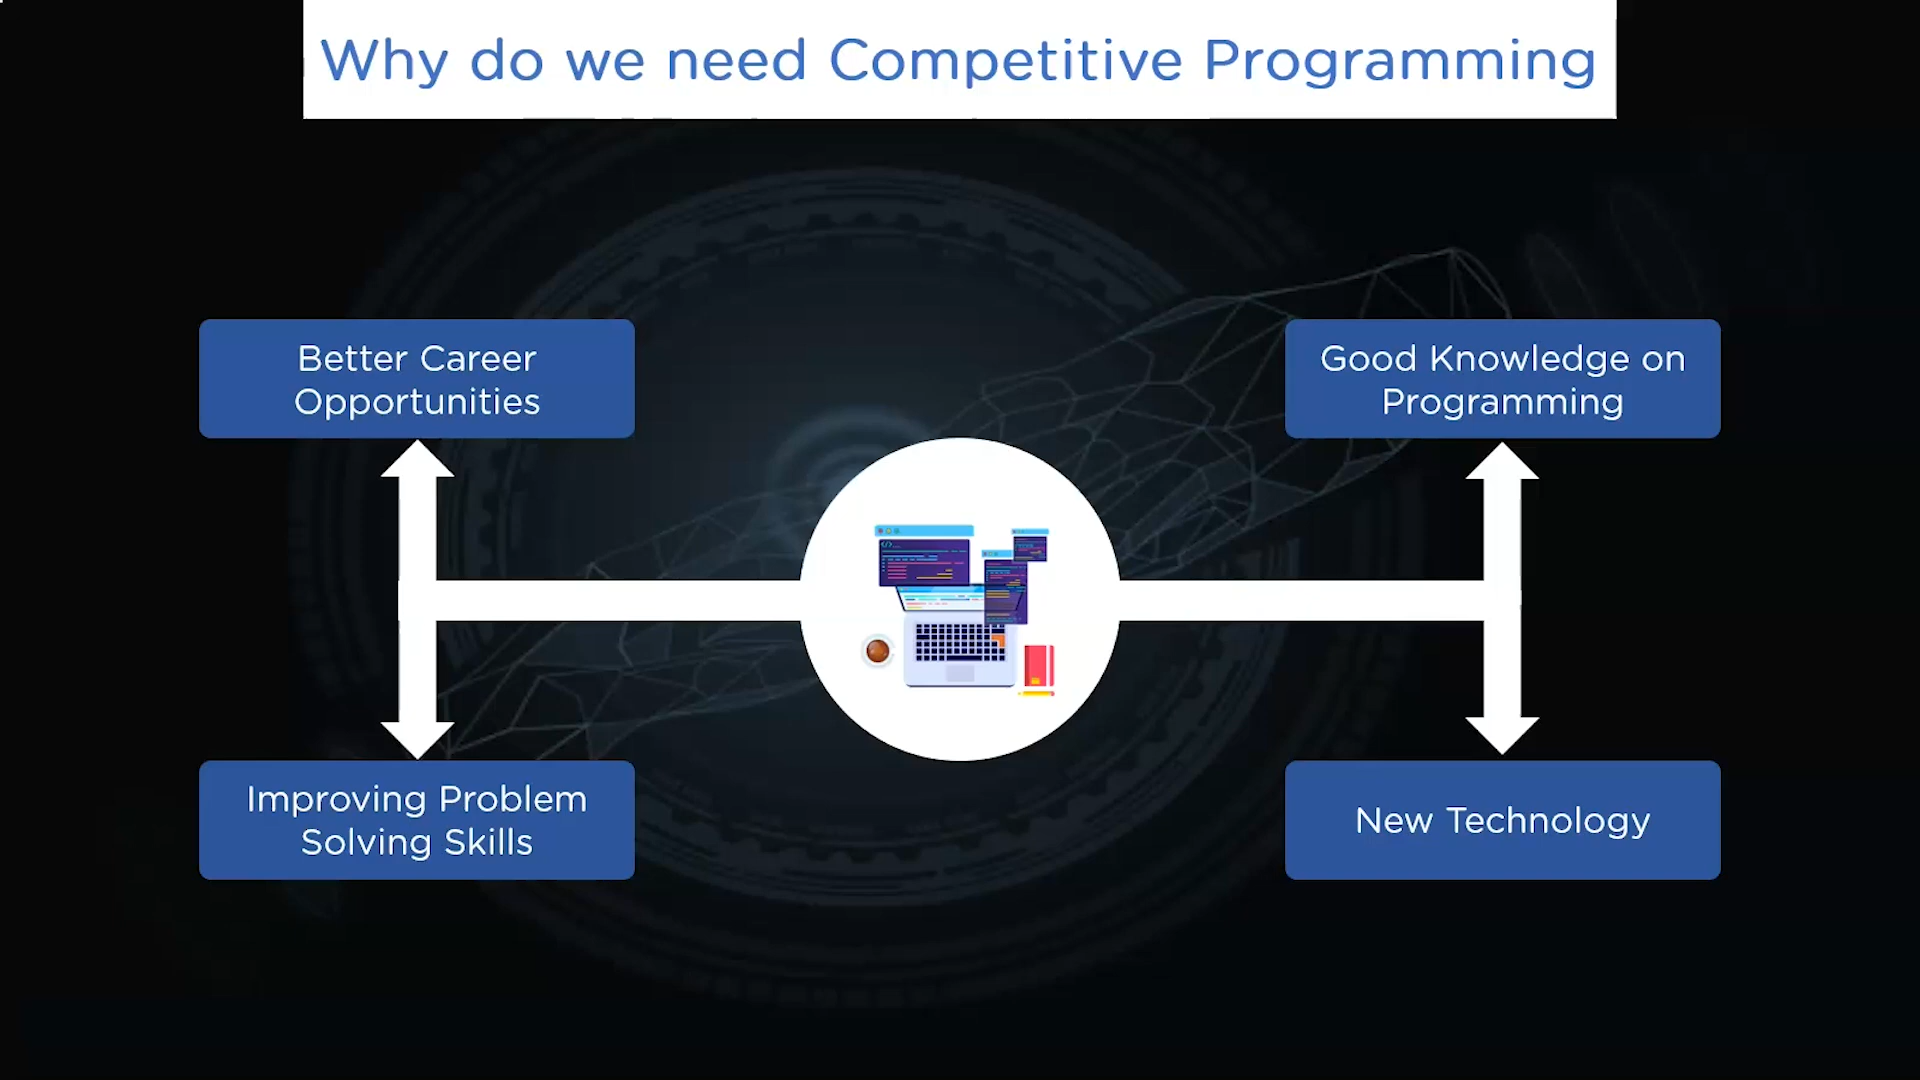 Why do we need Competitive Programming
Better Career
Opportunities
Good Knowledge on
Programming
Improving Problem
Solving Skills
New Technology